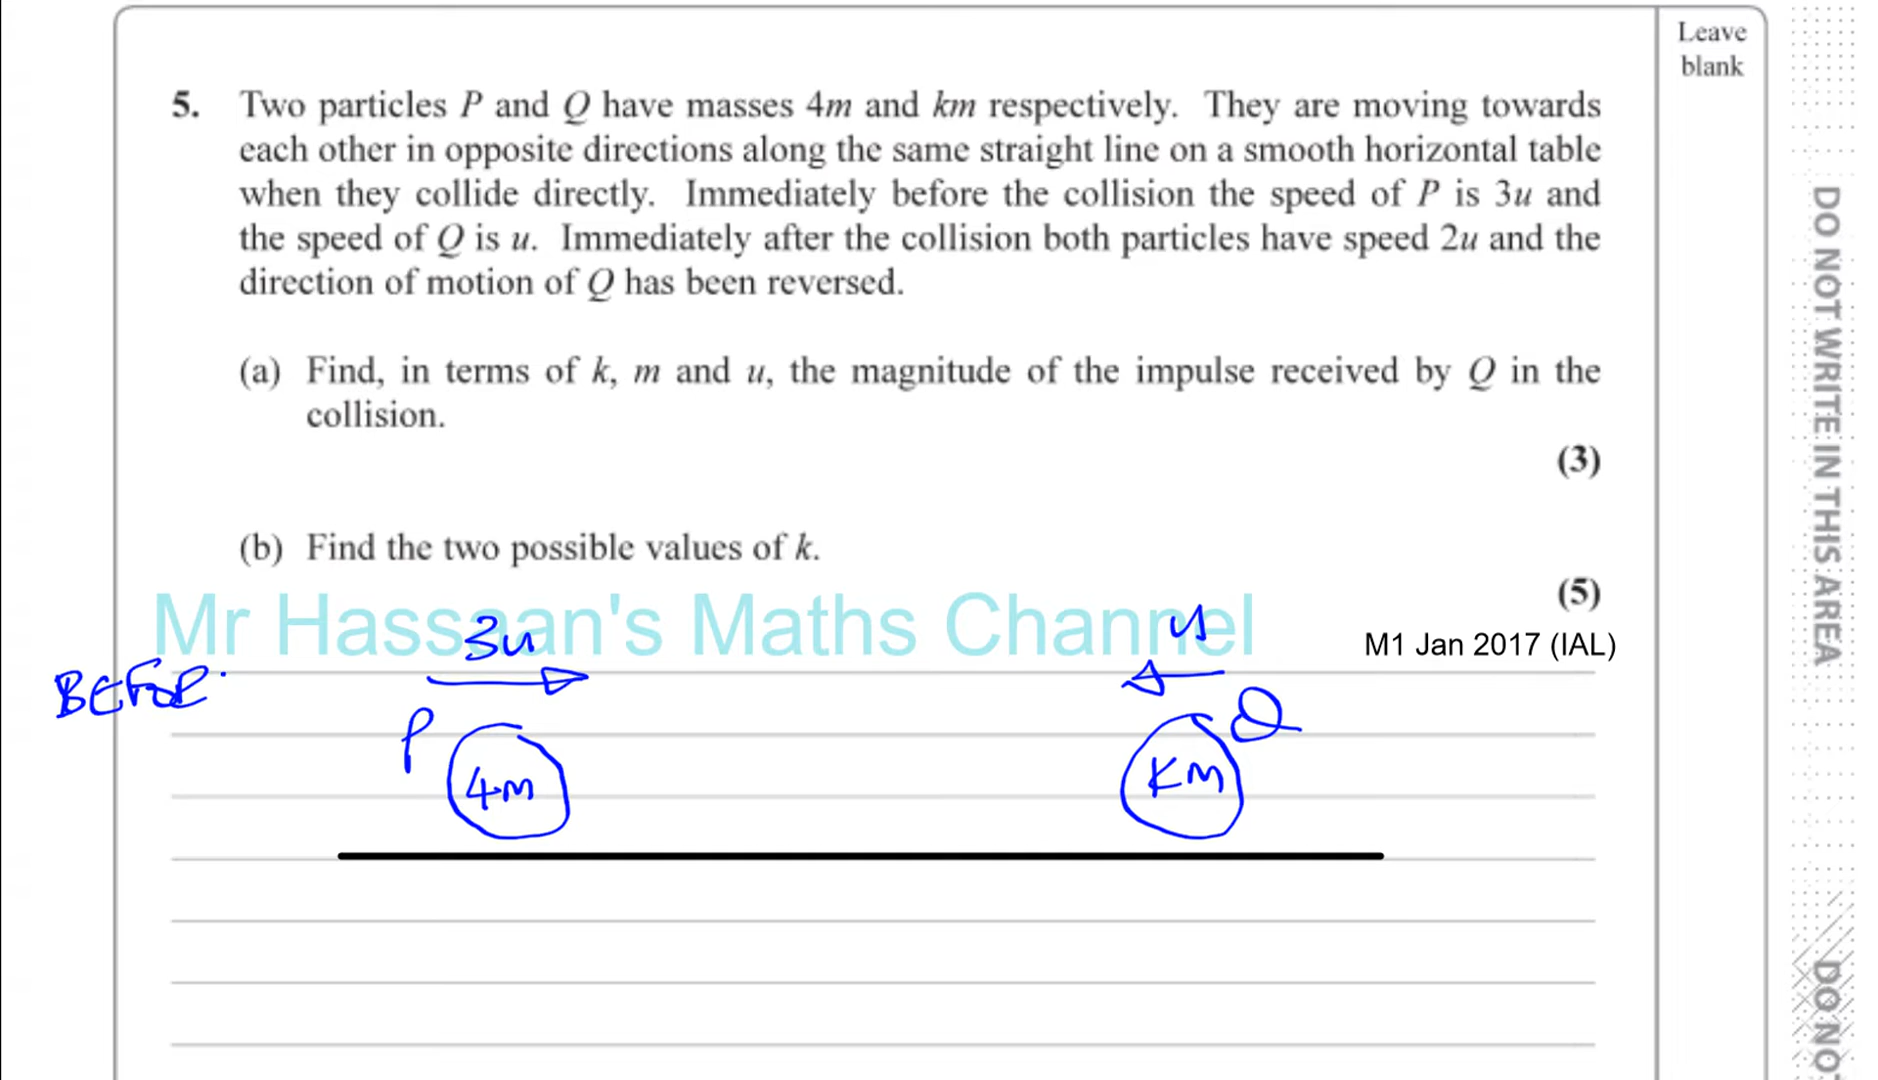 Leave
blank
5. Two particles P and Q have masses 4m and km respectively. They are moving towards
each other in opposite directions along the same straight line on a smooth horizontal table
when they collide directly. Immediately before the collision the speed of P is 3u and
the speed of Q is u. Immediately after the collision both particles have speed 2u and the
direction of motion of Q has been reversed.
(a) Find, in terms of k, m and u, the magnitude of the impulse received by Q in the
collision.
(3)
(b) Find the two possible values of k.
(5)
Mr Hassaan's Maths Channel
M1 Jan 2017 (IAL)
3u
u
P
4m
Q
km
DO NOT WRITE IN THIS AREA
DO NO